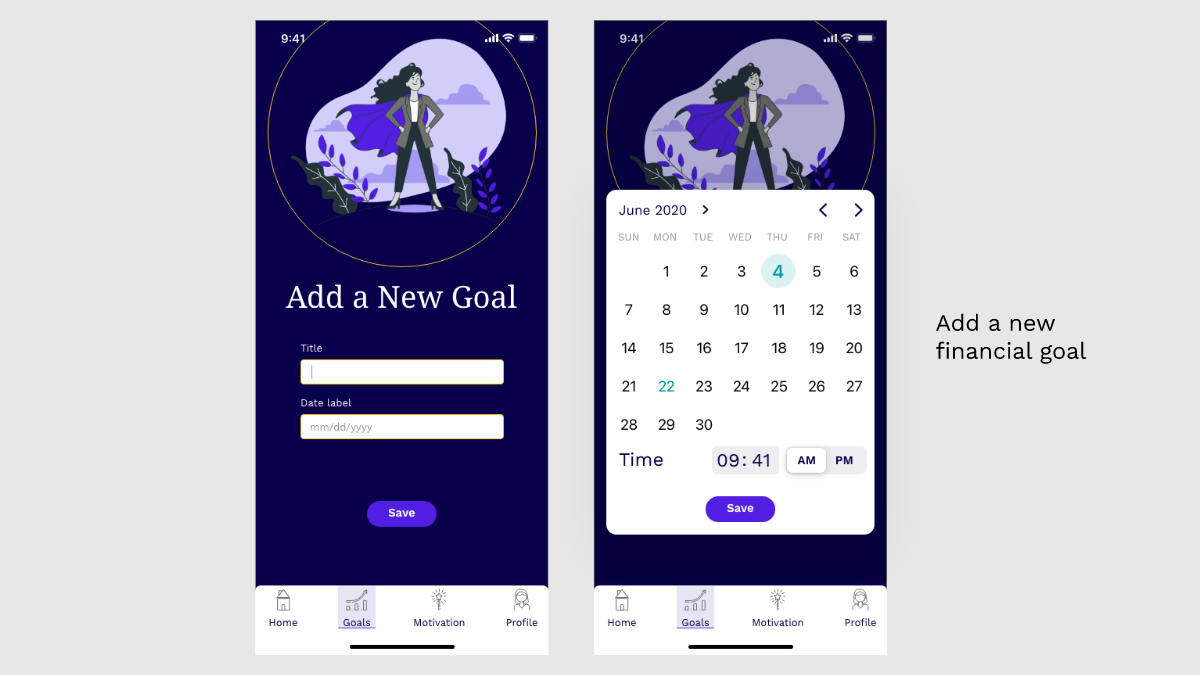 9:41
Add a New Goal
Title
Date label
mm/dd/yyyy
Save
Home Goals Motivation Profile
9:41
June 2020
SUN MON TUE WED THU FRI SAT
1 2 3 4 5 6
7 8 9 10 11 12 13
14 15 16 17 18 19 20
21 22 23 24 25 26 27
28 29 30
Time 09:41 AM PM
Save
Home Goals Motivation Profile
Add a new
financial goal